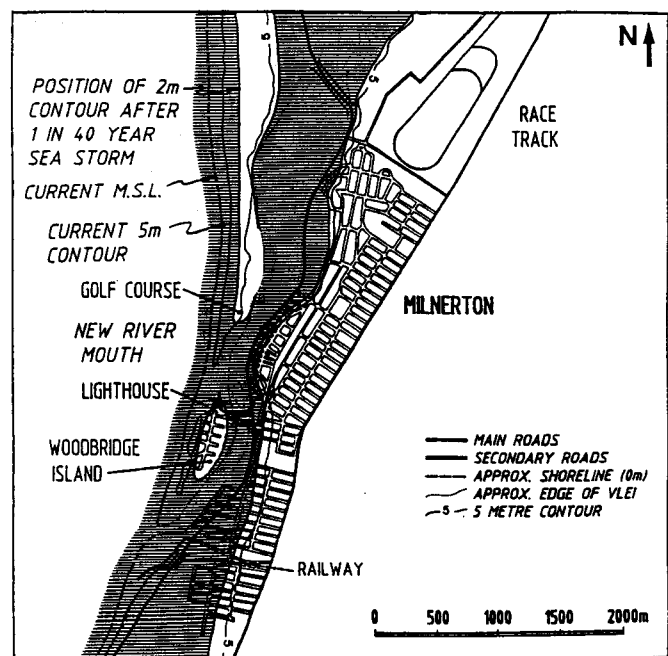 N
5
5
POSITION OF 2m
CONTOUR AFTER
1 IN 40 YEAR
SEA STORM
RACE
TRACK
CURRENT M.S.L.
CURRENT 5m
CONTOUR
GOLF COURSE
MILNERTON
NEW RIVER
MOUTH
LIGHTHOUSE
WOODBRIDGE
ISLAND
MAIN ROADS
SECONDARY ROADS
APPROX. SHORELINE (0m)
APPROX. EDGE OF VLEI
5 5 METRE CONTOUR
RAILWAY
0 500 1000 1500 2000m
5